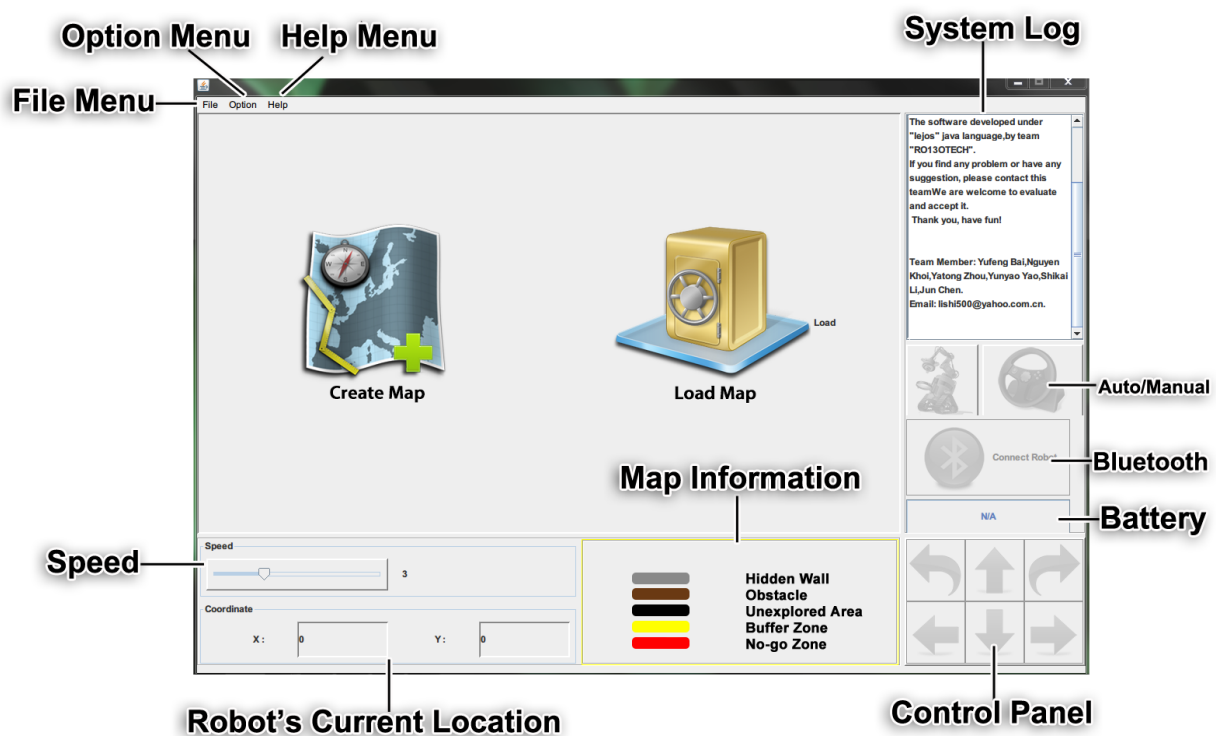 Option Menu
Help Menu
System Log
File Menu
File Option Help
The software developed under
"lejos" java language,by team
"RO13OTECH".
If you find any problem or have any
suggestion, please contact this
teamWe are welcome to evaluate
and accept it.
Thank you, have fun!
Team Member: Yufeng Bai,Nguyen
Khoi,Yatong Zhou,Yunyao Yao,Shikai
Li,Jun Chen.
Email: lishi500@yahoo.com.cn.
N
W E
Create Map
Load Map
Load
Auto/Manual
Connect Robot
Bluetooth
N/A
Battery
Map Information
Speed
Speed
3
Coordinate
X :
0
Y :
0
Hidden Wall
Obstacle
Unexplored Area
Buffer Zone
No-go Zone
Robot's Current Location
Control Panel